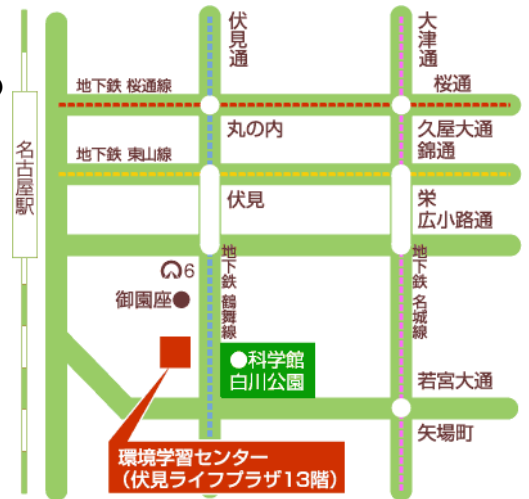 伏見通
大津通
地下鉄 桜通線
桜通
丸の内
久屋大通
錦通
地下鉄 東山線
名古屋駅
伏見
栄
広小路通
6
地下鉄 鶴舞線
地下鉄 名城線
御園座
科学館
白川公園
若宮大通
矢場町
環境学習センター
(伏見ライフプラザ13階)